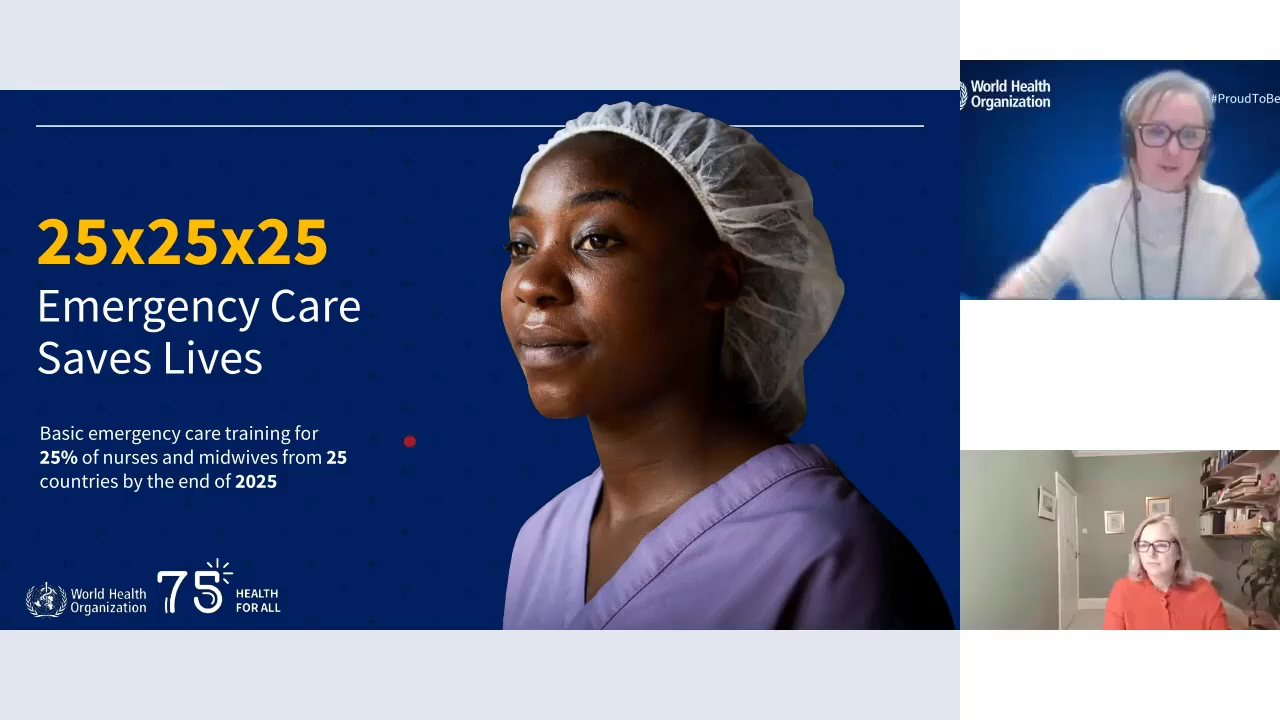 25x25x25
Emergency Care
Saves Lives
Basic emergency care training for
25% of nurses and midwives from 25
countries by the end of 2025
World Health
Organization
75
HEALTH
FOR ALL
World Health
Organization
#ProudToBe